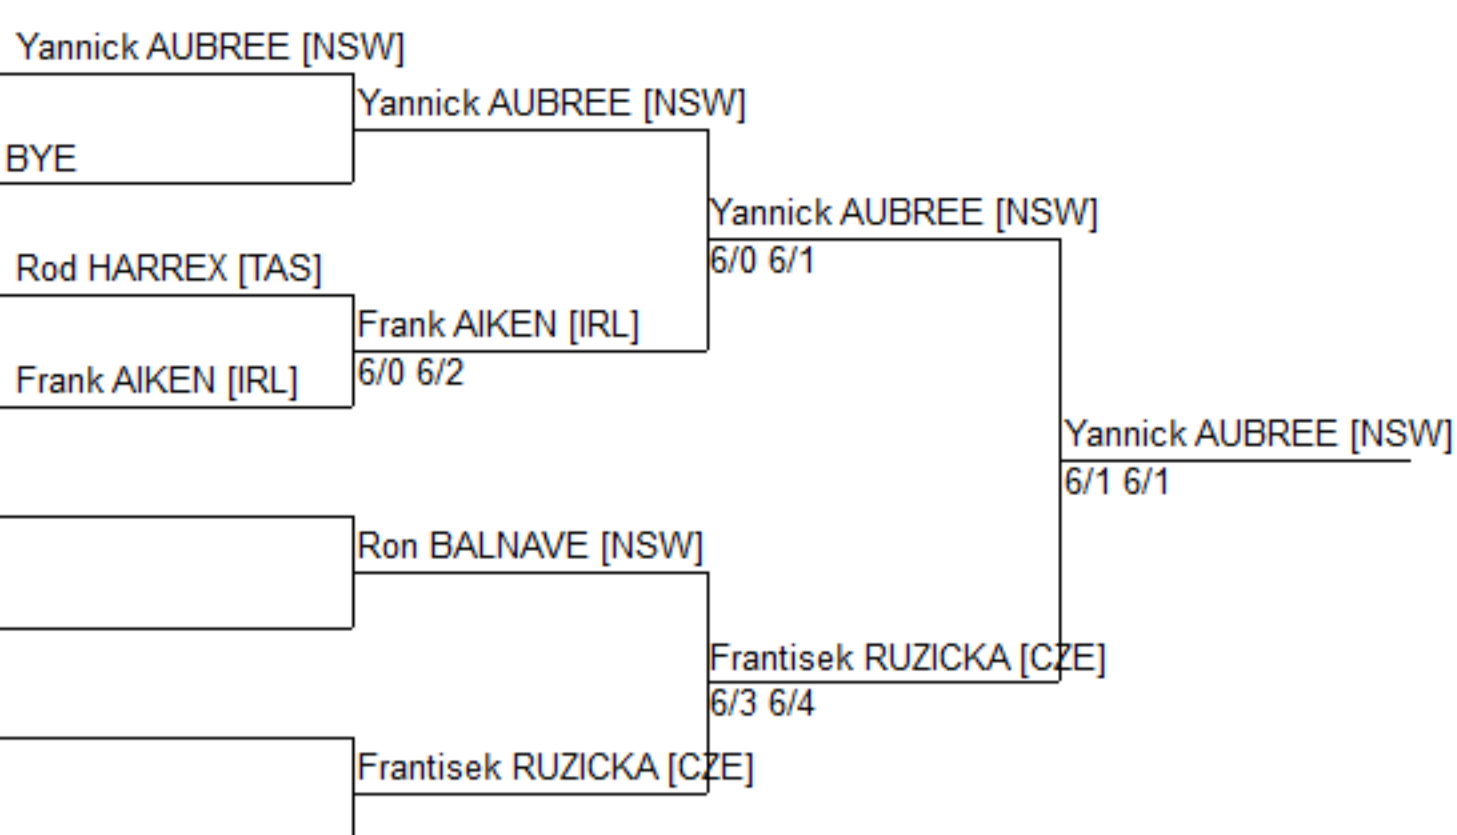 Yannick AUBREE [NSW]
Yannick AUBREE [NSW]
BYE
Yannick AUBREE [NSW]
6/0 6/1
Rod HARREX [TAS]
Frank AIKEN [IRL]
6/0 6/2
Frank AIKEN [IRL]
Yannick AUBREE [NSW]
6/1 6/1
Ron BALNAVE [NSW]
Frantisek RUZICKA [CZE]
6/3 6/4
Frantisek RUZICKA [CZE]